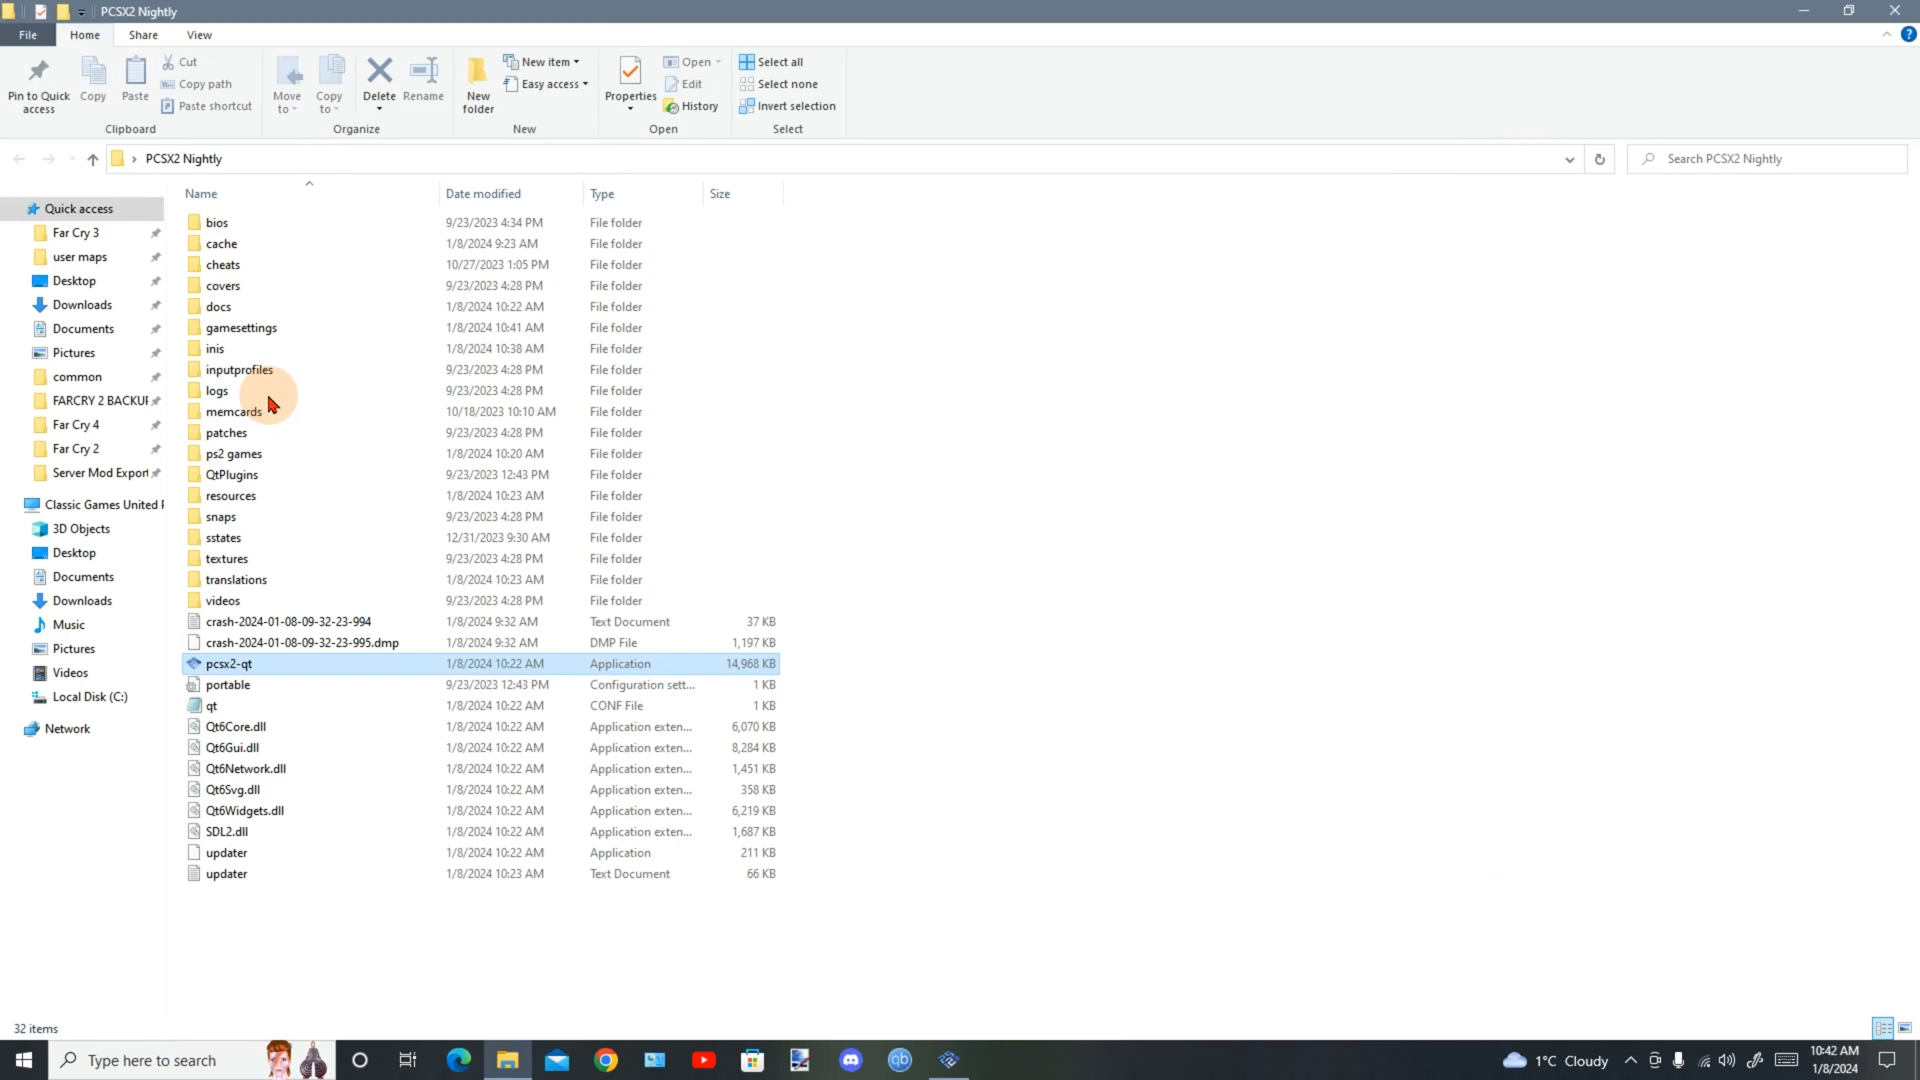 PCSX2 Nightly
File Home Share View
Pin to Quick access
Copy
Paste
Cut
Copy path
Paste shortcut
Clipboard
Move to
Copy to
Delete
Rename
Organize
New folder
New item
Easy access
New
Properties
Open
Edit
History
Open
Select all
Select none
Invert selection
Select
PCSX2 Nightly
Search PCSX2 Nightly
Name Date modified Type Size
Quick access
Far Cry 3
user maps
Desktop
Downloads
Documents
Pictures
common
FARCRY 2 BACKUF
Far Cry 4
Far Cry 2
Server Mod Export
Classic Games United F
3D Objects
Desktop
Documents
Downloads
Music
Pictures
Videos
Local Disk (C:)
Network
bios 9/23/2023 4:34 PM File folder
cache 1/8/2024 9:23 AM File folder
cheats 10/27/2023 1:05 PM File folder
covers 9/23/2023 4:28 PM File folder
docs 1/8/2024 10:22 AM File folder
gamesettings 1/8/2024 10:41 AM File folder
inis 1/8/2024 10:38 AM File folder
inputprofiles 9/23/2023 4:28 PM File folder
logs 9/23/2023 4:28 PM File folder
memcards 10/18/2023 10:10 AM File folder
patches 9/23/2023 4:28 PM File folder
ps2 games 1/8/2024 10:20 AM File folder
QtPlugins 9/23/2023 12:43 PM File folder
resources 1/8/2024 10:23 AM File folder
snaps 9/23/2023 4:28 PM File folder
sstates 12/31/2023 9:30 AM File folder
textures 9/23/2023 4:28 PM File folder
translations 1/8/2024 10:23 AM File folder
videos 9/23/2023 4:28 PM File folder
crash-2024-01-08-09-32-23-994 1/8/2024 9:32 AM Text Document 37 KB
crash-2024-01-08-09-32-23-995.dmp 1/8/2024 9:32 AM DMP File 1,197 KB
pcsx2-qt 1/8/2024 10:22 AM Application 14,968 KB
portable 9/23/2023 12:43 PM Configuration sett... 1 KB
qt 1/8/2024 10:22 AM CONF File 1 KB
Qt6Core.dll 1/8/2024 10:22 AM Application exten... 6,070 KB
Qt6Gui.dll 1/8/2024 10:22 AM Application exten... 8,284 KB
Qt6Network.dll 1/8/2024 10:22 AM Application exten... 1,451 KB
Qt6Svg.dll 1/8/2024 10:22 AM Application exten... 358 KB
Qt6Widgets.dll 1/8/2024 10:22 AM Application exten... 6,219 KB
SDL2.dll 1/8/2024 10:22 AM Application exten... 1,687 KB
updater 1/8/2024 10:22 AM Application 211 KB
updater 1/8/2024 10:23 AM Text Document 66 KB
32 items
Type here to search
qb
1°C Cloudy
10:42 AM
1/8/2024